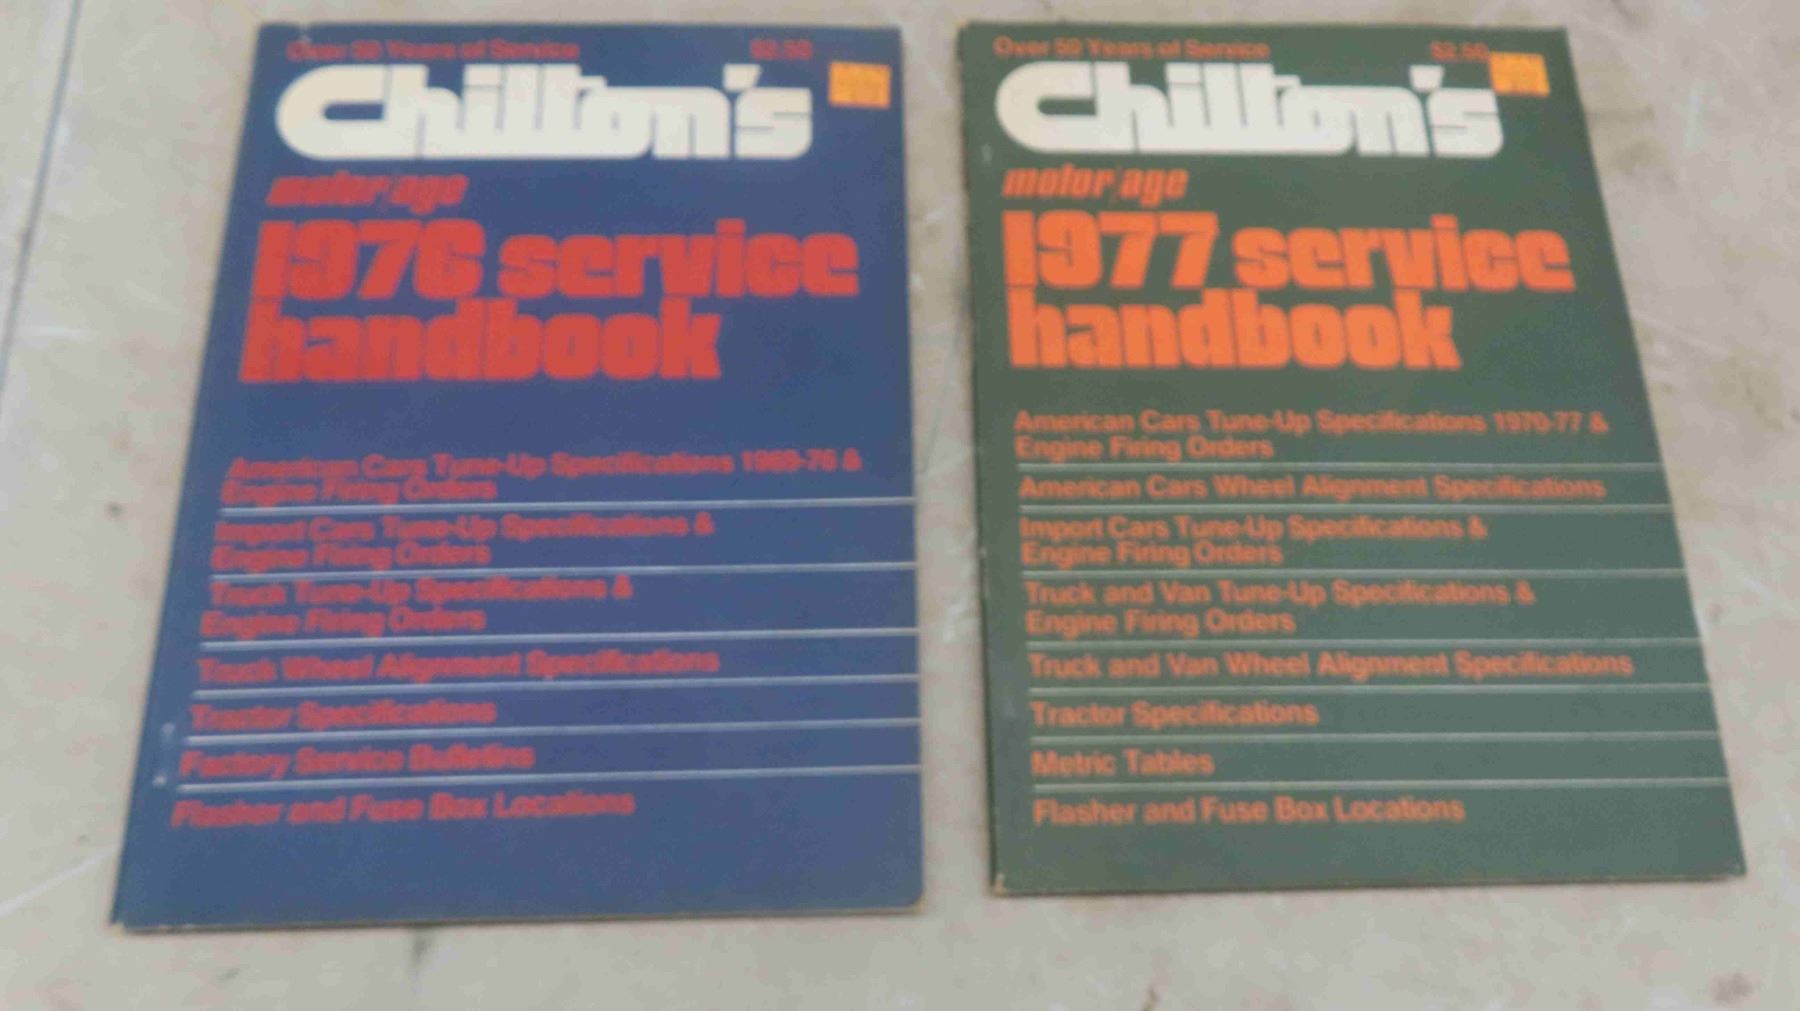 Over 50 Years of Service $2.50
Chilton's
motor/age
1976 service
handbook
American Cars Tune-Up Specifications 1969-76 &
Engine Firing Orders
Import Cars Tune-Up Specifications &
Engine Firing Orders
Truck Tune-Up Specifications &
Engine Firing Orders
Truck Wheel Alignment Specifications
Tractor Specifications
Factory Service Bulletins
Flasher and Fuse Box Locations
Over 50 Years of Service $2.50
Chilton's
motor/age
1977 service
handbook
American Cars Tune-Up Specifications 1970-77 &
Engine Firing Orders
American Cars Wheel Alignment Specifications
Import Cars Tune-Up Specifications &
Engine Firing Orders
Truck and Van Tune-Up Specifications &
Engine Firing Orders
Truck and Van Wheel Alignment Specifications
Tractor Specifications
Metric Tables
Flasher and Fuse Box Locations